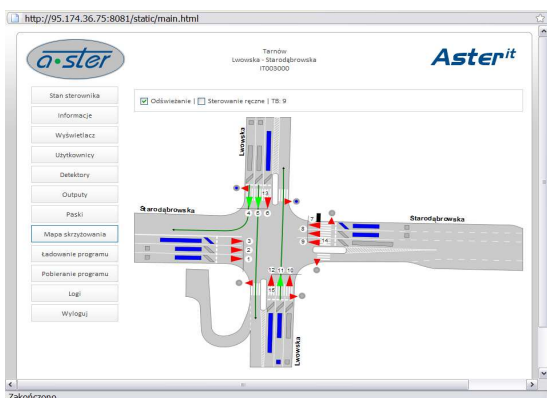 http://95.174.36.75:8081/static/main.html
a·ster
Tarnów
Lwowska - Starodąbrowska
IT003000
Aster it
Stan sterownika
Informacje
Wyświetlacz
Użytkownicy
Detektory
Outputy
Paski
Mapa skrzyżowania
Ładowanie programu
Pobieranie programu
Logi
Wyloguj
Odświeżanie | Sterowanie ręczne | TB: 9
Lwowska
Starodąbrowska
Starodąbrowska
Lwowska
13
4 5 6
7
8
9
14
3
2
1
12 11 10
15
Zakończono